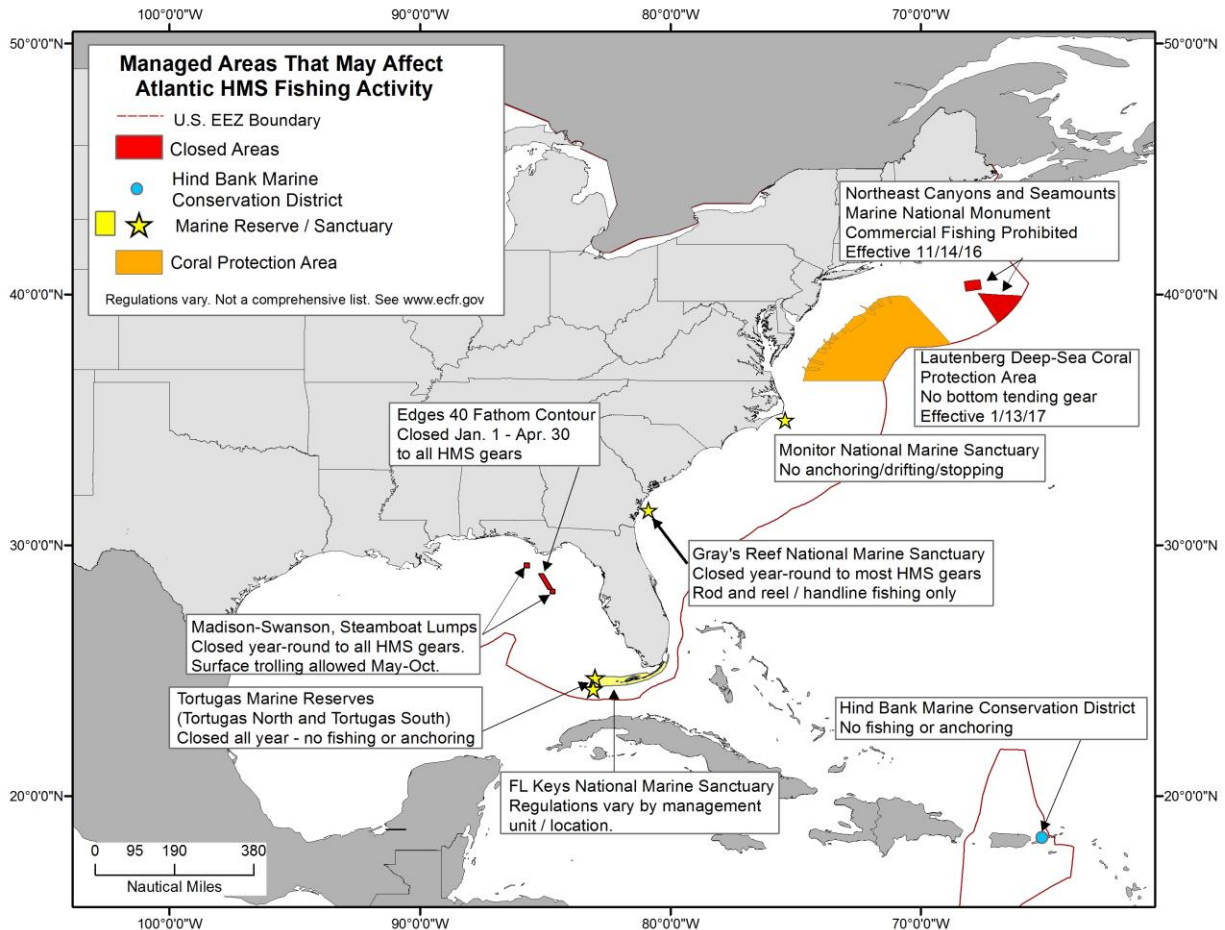 100°0'0"W
90°0'0"W
80°0'0"W
70°0'0"W
50°0'0"N
50°0'0"N
Managed Areas That May Affect
Atlantic HMS Fishing Activity
U.S. EEZ Boundary
Closed Areas
Hind Bank Marine
Conservation District
Marine Reserve / Sanctuary
Coral Protection Area
Regulations vary. Not a comprehensive list. See www.ecfr.gov
Northeast Canyons and Seamounts
Marine National Monument
Commercial Fishing Prohibited
Effective 11/14/16
40°0'0"N
40°0'0"N
Lautenberg Deep-Sea Coral
Protection Area
No bottom tending gear
Effective 1/13/17
Edges 40 Fathom Contour
Closed Jan. 1 - Apr. 30
to all HMS gears
Monitor National Marine Sanctuary
No anchoring/drifting/stopping
30°0'0"N
30°0'0"N
Gray's Reef National Marine Sanctuary
Closed year-round to most HMS gears
Rod and reel / handline fishing only
Madison-Swanson, Steamboat Lumps
Closed year-round to all HMS gears.
Surface trolling allowed May-Oct.
Tortugas Marine Reserves
(Tortugas North and Tortugas South)
Closed all year - no fishing or anchoring
Hind Bank Marine Conservation District
No fishing or anchoring
FL Keys National Marine Sanctuary
Regulations vary by management
unit / location.
20°0'0"N
20°0'0"N
0 95 190 380
Nautical Miles
100°0'0"W
90°0'0"W
80°0'0"W
70°0'0"W